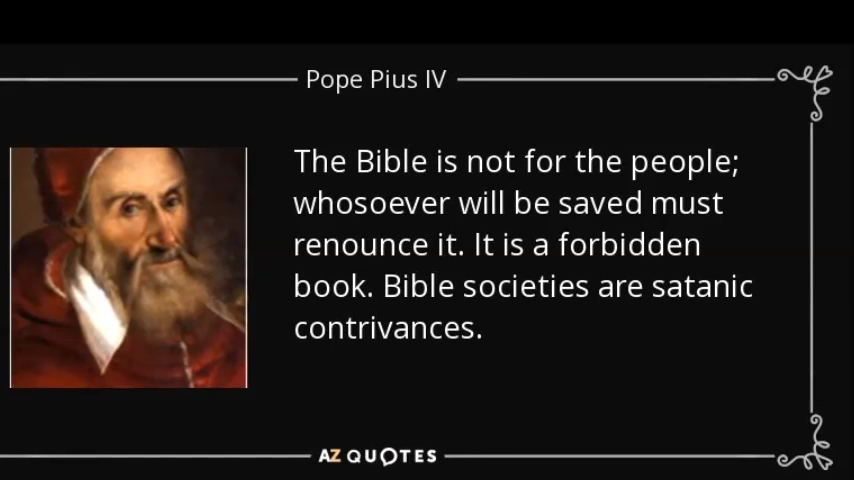 Pope Pius IV
The Bible is not for the people;
whosoever will be saved must
renounce it. It is a forbidden
book. Bible societies are satanic
contrivances.
AZ QUOTES